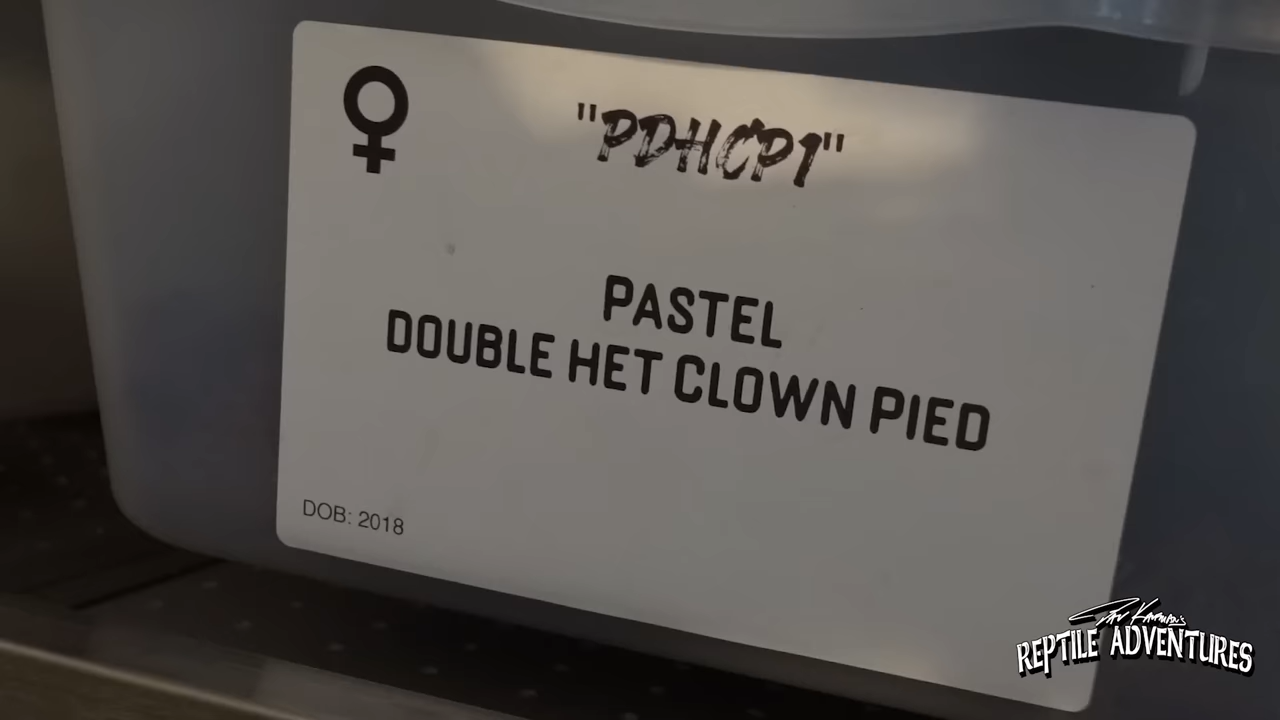 "PDHCP1"
PASTEL
DOUBLE HET CLOWN PIED
DOB: 2018
REPTILE ADVENTURES